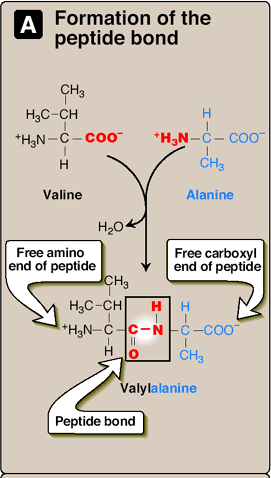 A Formation of the
peptide bond
CH₃
H₃C–CH
⁺H₃N–C–COO⁻
H
H
⁺H₃N–C–COO⁻
CH₃
Valine
Alanine
H₂O
Free amino
end of peptide
Free carboxyl
end of peptide
CH₃
H₃C–CH H H
⁺H₃N–C–C–N–C–COO⁻
H O CH₃
Valylalanine
Peptide bond